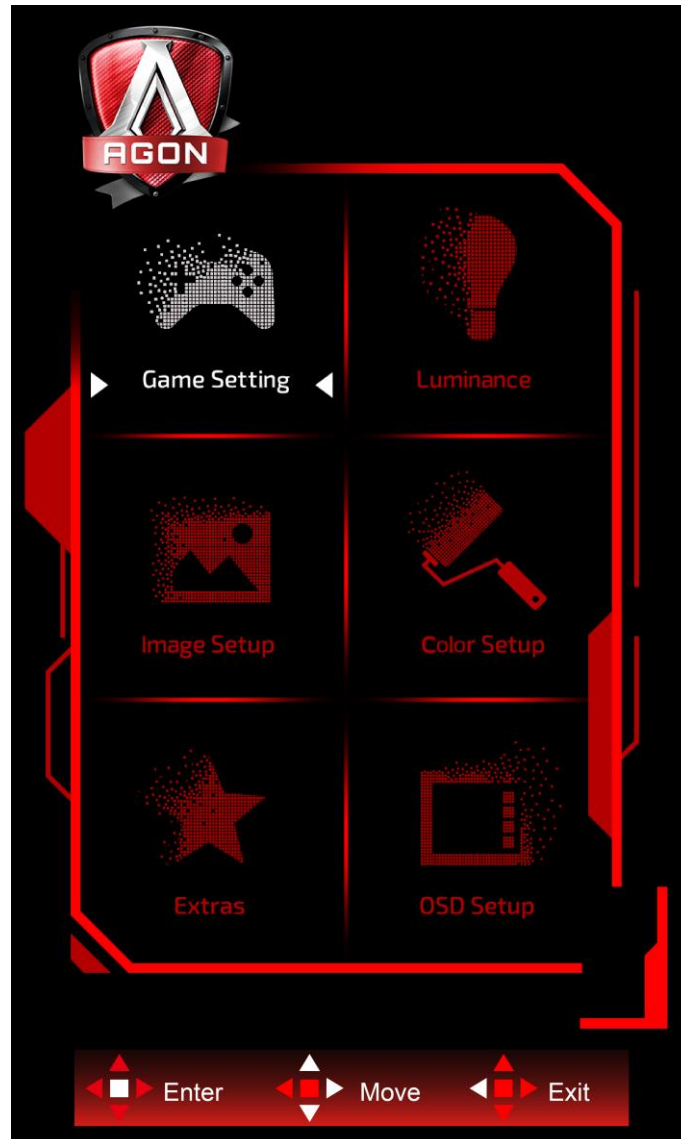 AGON
Game Setting
Luminance
Image Setup
Color Setup
Extras
OSD Setup
Enter
Move
Exit